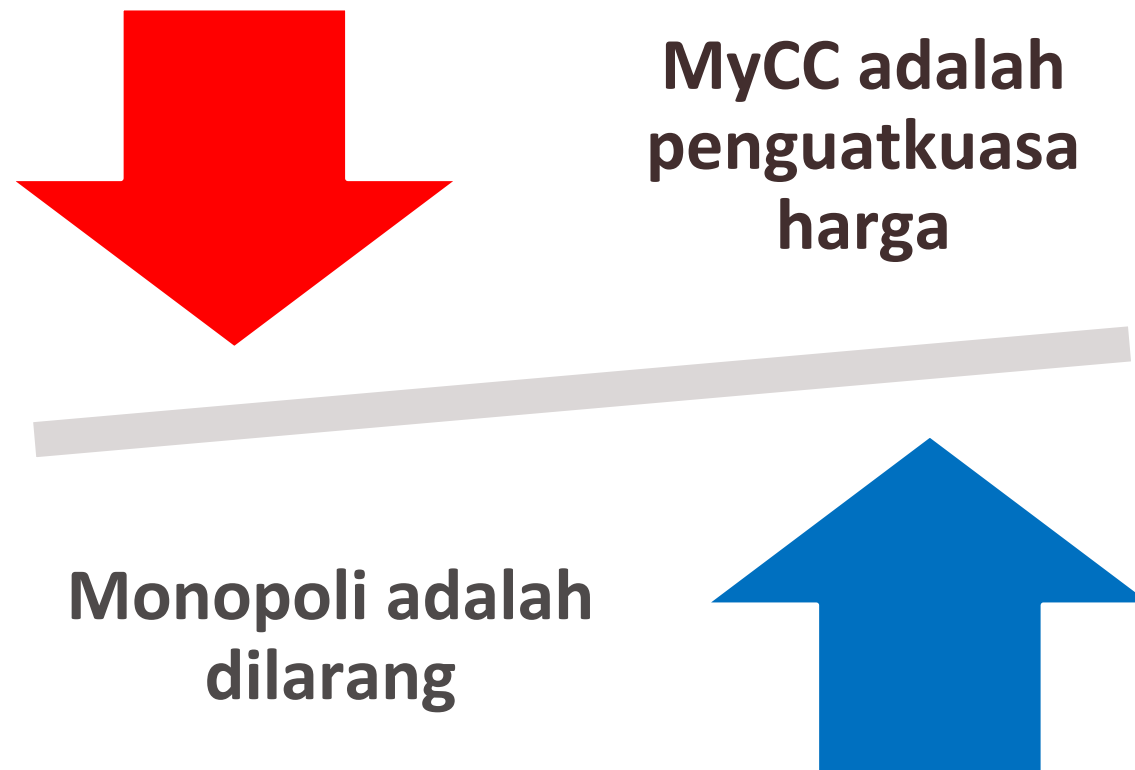 MyCC adalah
penguatkuasa
harga
Monopoli adalah
dilarang